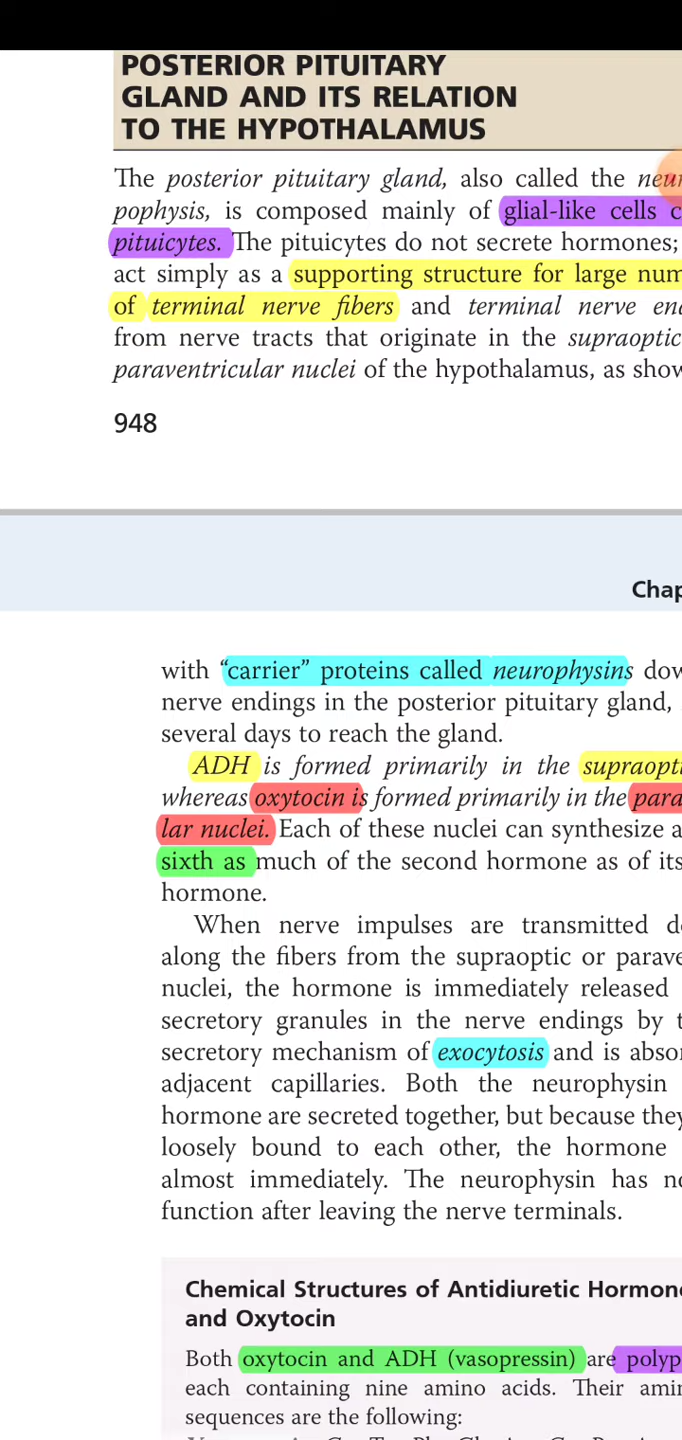 POSTERIOR PITUITARY
GLAND AND ITS RELATION
TO THE HYPOTHALAMUS
The posterior pituitary gland, also called the
pophysis, is composed mainly of glial-like cells
pituicytes. The pituicytes do not secrete hormones;
act simply as a supporting structure for large
of terminal nerve fibers and terminal nerve
from nerve tracts that originate in the supraoptic
paraventricular nuclei of the hypothalamus, as
948
with “carrier” proteins called neurophysins
nerve endings in the posterior pituitary gland,
several days to reach the gland.
ADH is formed primarily in the
whereas oxytocin is formed primarily in the
lar nuclei. Each of these nuclei can synthesize
sixth as much of the second hormone as of its
hormone.
When nerve impulses are transmitted
along the fibers from the supraoptic or
nuclei, the hormone is immediately released
secretory granules in the nerve endings by
secretory mechanism of exocytosis and is
adjacent capillaries. Both the neurophysin
hormone are secreted together, but because they
loosely bound to each other, the hormone
almost immediately. The neurophysin has
function after leaving the nerve terminals.
Chemical Structures of Antidiuretic
and Oxytocin
Both oxytocin and ADH (vasopressin) are
each containing nine amino acids. Their
sequences are the following: